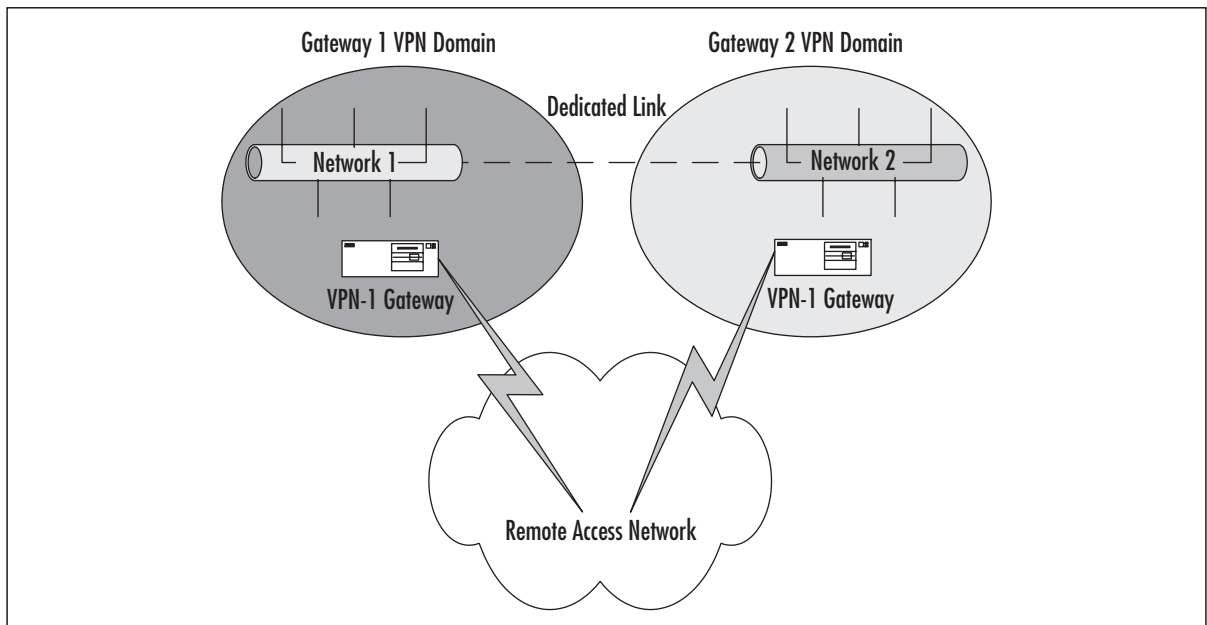 Gateway 1 VPN Domain
Gateway 2 VPN Domain
Dedicated Link
Network 1
Network 2
VPN-1 Gateway
VPN-1 Gateway
Remote Access Network